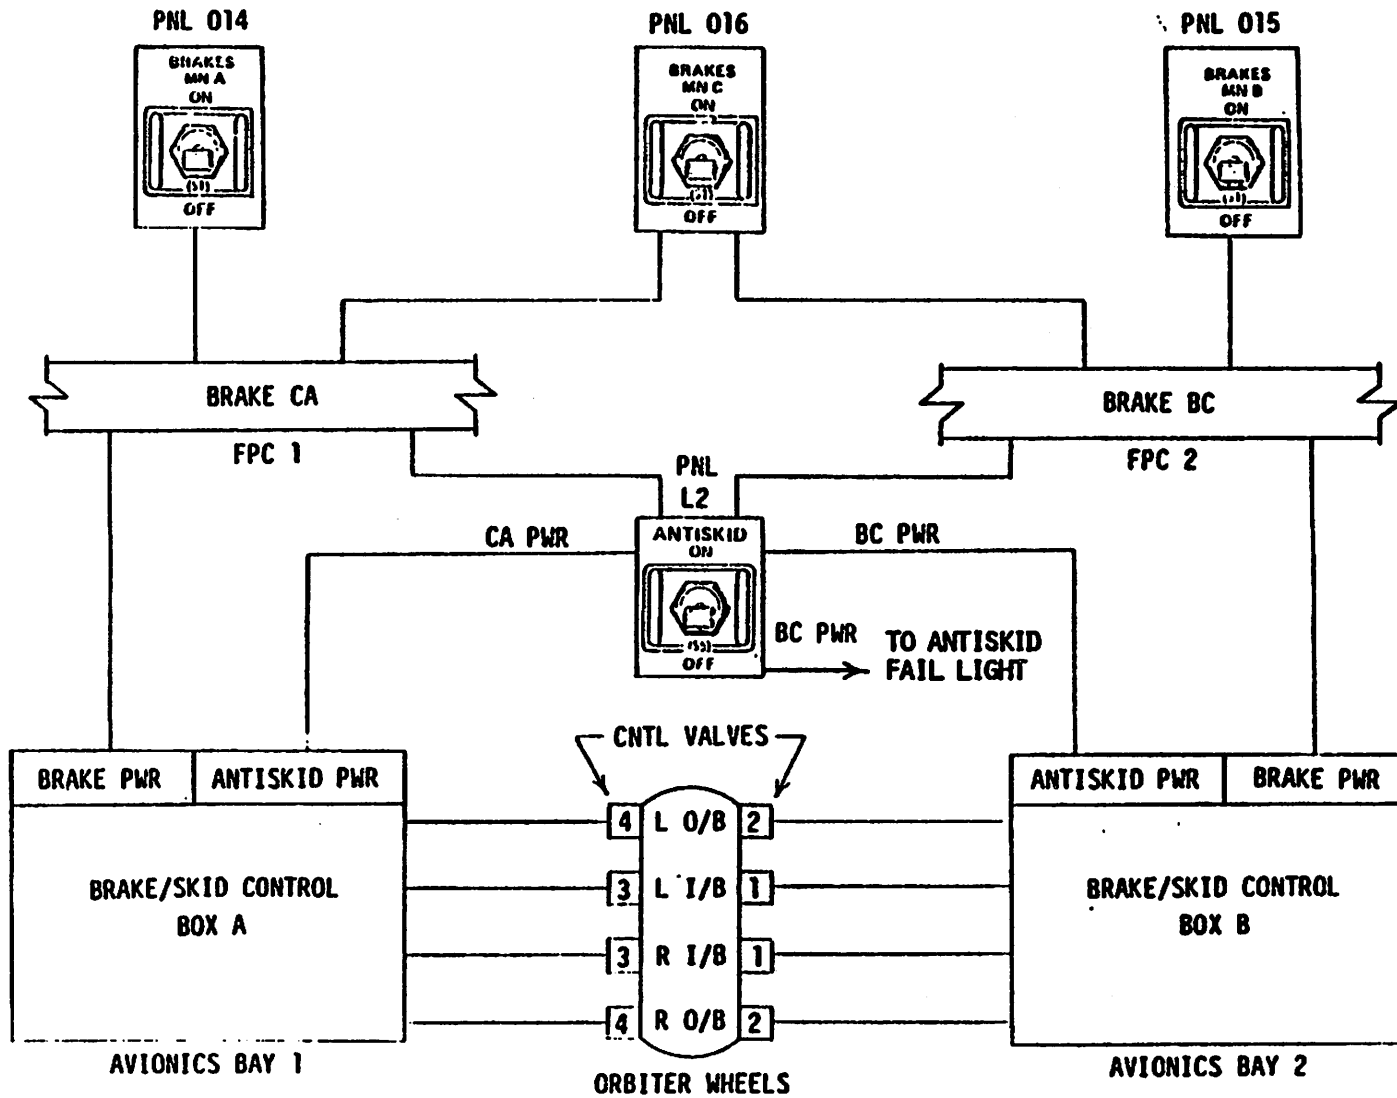 PNL 014
PNL 016
PNL 015
BRAKES
MN A
ON
OFF
BRAKES
MN C
ON
OFF
BRAKES
MN B
ON
OFF
BRAKE CA
FPC 1
BRAKE BC
FPC 2
PNL
L2
CA PWR
ANTISKID
ON
OFF
BC PWR
BC PWR
TO ANTISKID
FAIL LIGHT
CNTL VALVES
BRAKE PWR
ANTISKID PWR
ANTISKID PWR
BRAKE PWR
4 L O/B 2
3 L I/B 1
3 R I/B 1
4 R O/B 2
BRAKE/SKID CONTROL
BOX A
BRAKE/SKID CONTROL
BOX B
AVIONICS BAY 1
ORBITER WHEELS
AVIONICS BAY 2